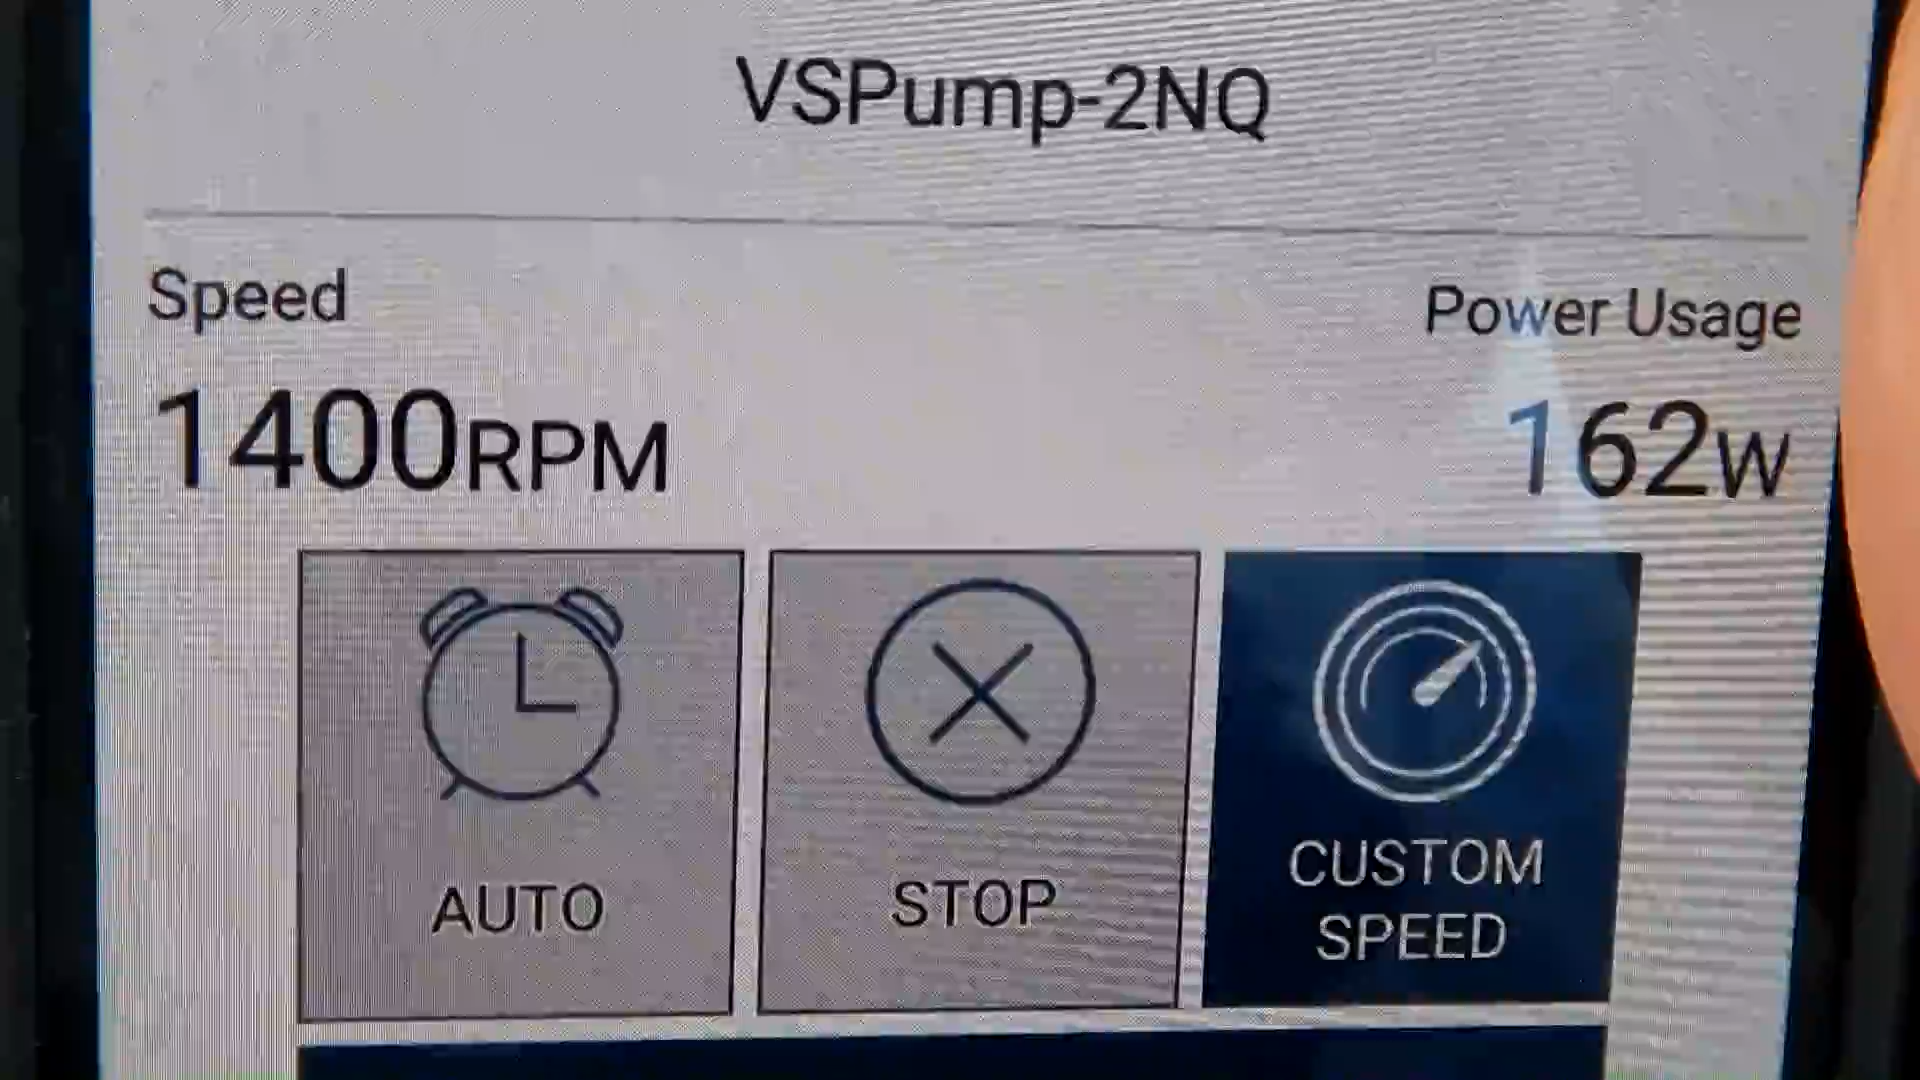 VSPump-2NQ
Speed
Power Usage
1400RPM
162W
AUTO
STOP
CUSTOM
SPEED